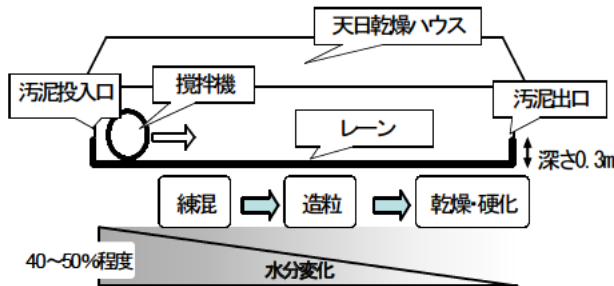 天日乾燥ハウス
汚泥投入口
撹拌機
汚泥出口
レーン
深さ0.3m
練混
造粒
乾燥・硬化
40～50%程度
水分変化